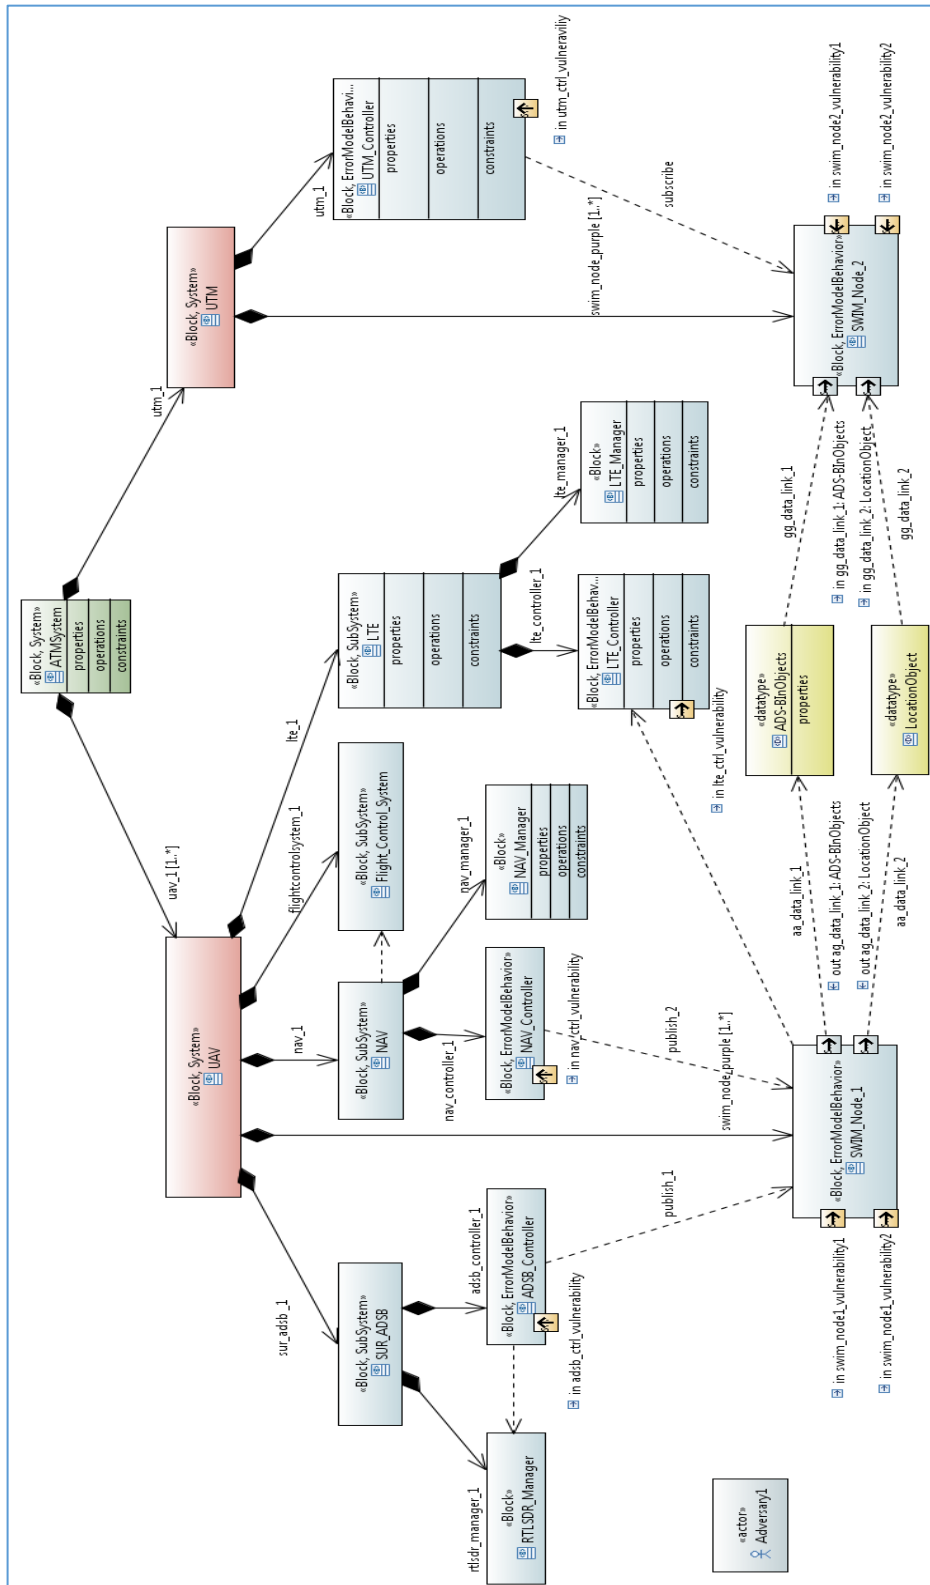 «Block, System»
ATMSystem
properties
operations
constraints
uav_1 [1..*]
utm_1
«Block, System»
UAV
«Block, System»
UTM
sur_adsb _1
nav_1
flightcontrolsystem_1
lte_1
utm_1
swim_node_purple [1..*]
«Block, SubSystem»
SUR_ADSB
«Block, SubSystem»
NAV
«Block, SubSystem»
Flight_Control_System
«Block, SubSystem»
LTE
properties
operations
constraints
«Block, ErrorModelBehavi...
UTM_Controller
properties
operations
constraints
in utm_ctrl_vulneraviliy
rtlsdr_manager_1
adsb_controller_1
nav_controller_1
nav_manager_1
lte_controller_1
lte_manager_1
«Block»
RTLSDR_Manager
«Block, ErrorModelBehavior»
ADSB_Controller
in adsb_ctrl_vulnerability
«Block, ErrorModelBehavior»
NAV_Controller
in nav_ctrl_vulnerability
«Block»
NAV_Manager
properties
operations
constraints
«Block, ErrorModelBehav...
LTE_Controller
properties
operations
constraints
in lte_ctrl_vulnerability
«Block»
LTE_Manager
properties
operations
constraints
publish_1
publish_2
swim_node_purple [1..*]
subscribe
«actor»
Adversary1
«Block, ErrorModelBehavior»
SWIM_Node_1
in swim_node1_vulnerability1
in swim_node1_vulnerability2
out ag_data_link_1: ADS-BInObjects
out ag_data_link_2: LocationObject
aa_data_link_1
aa_data_link_2
«datatype»
ADS-BInObjects
properties
«datatype»
LocationObject
gg_data_link_1
gg_data_link_2
in gg_data_link_1: ADS-BInObjects
in gg_data_link_2: LocationObject
«Block, ErrorModelBehavior»
SWIM_Node_2
in swim_node2_vulnerability1
in swim_node2_vulnerability2